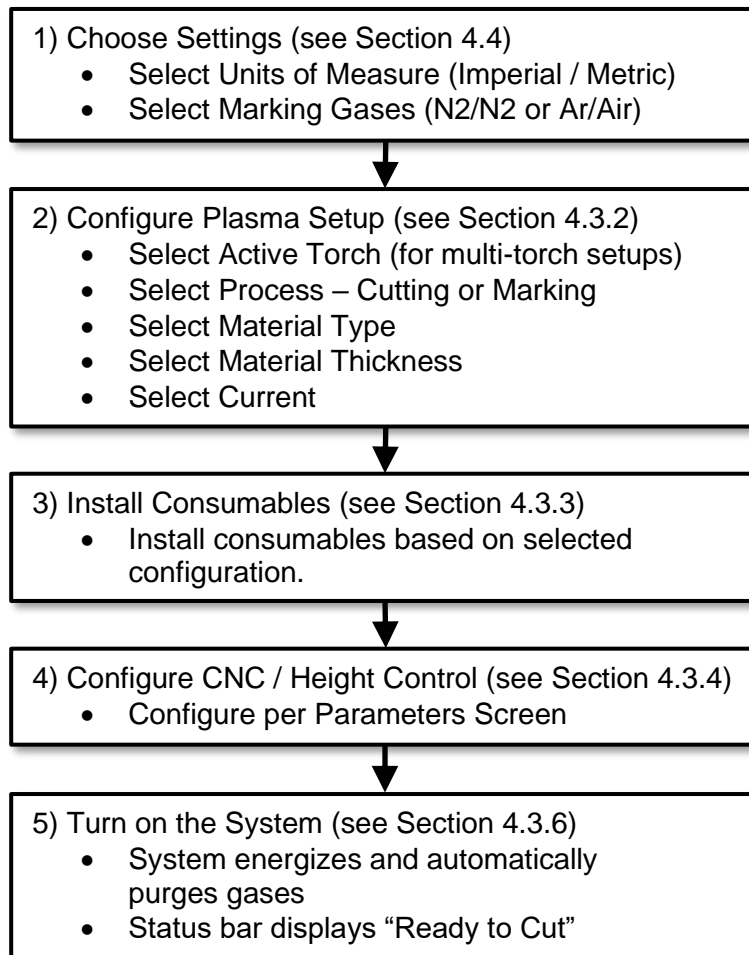 1) Choose Settings (see Section 4.4)
• Select Units of Measure (Imperial / Metric)
• Select Marking Gases (N2/N2 or Ar/Air)
2) Configure Plasma Setup (see Section 4.3.2)
• Select Active Torch (for multi-torch setups)
• Select Process – Cutting or Marking
• Select Material Type
• Select Material Thickness
• Select Current
3) Install Consumables (see Section 4.3.3)
• Install consumables based on selected
configuration.
4) Configure CNC / Height Control (see Section 4.3.4)
• Configure per Parameters Screen
5) Turn on the System (see Section 4.3.6)
• System energizes and automatically
purges gases
• Status bar displays “Ready to Cut”